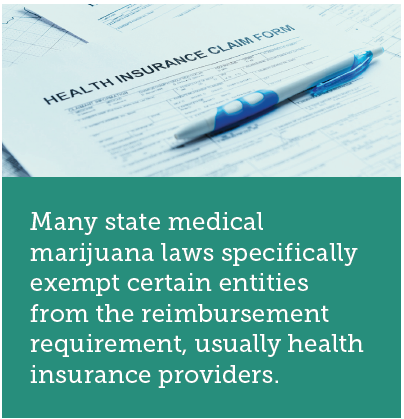 HEALTH INSURANCE CLAIM FORM
Many state medical
marijuana laws specifically
exempt certain entities
from the reimbursement
requirement, usually health
insurance providers.